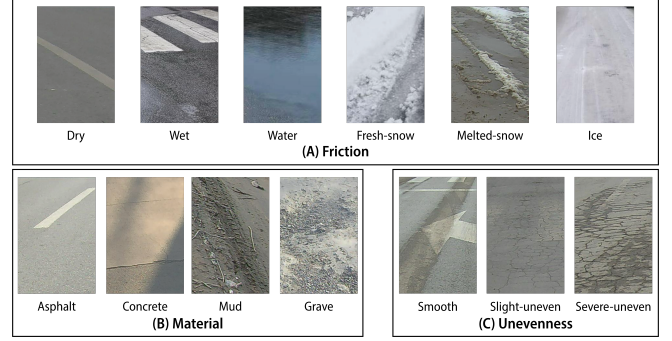 Dry Wet Water Fresh-snow Melted-snow Ice
(A) Friction
Asphalt Concrete Mud Grave
(B) Material
Smooth Slight-uneven Severe-uneven
(C) Unevenness